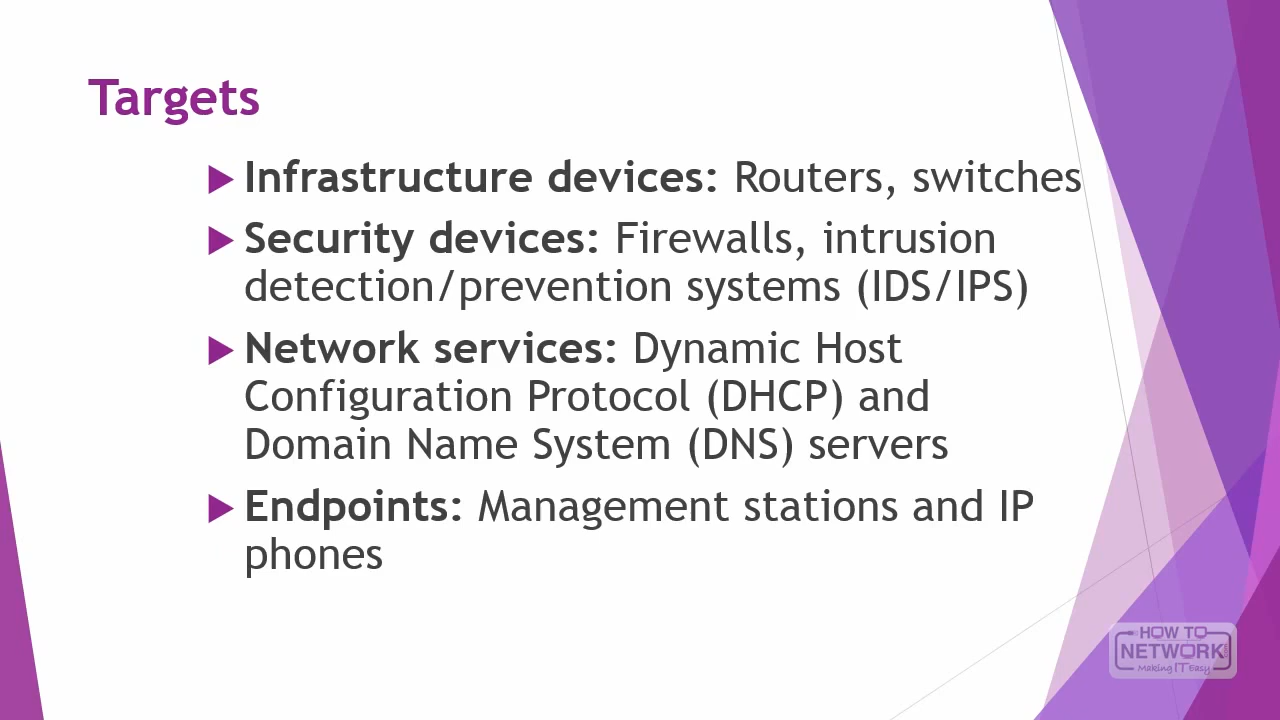 Targets
Infrastructure devices: Routers, switches
Security devices: Firewalls, intrusion
detection/prevention systems (IDS/IPS)
Network services: Dynamic Host
Configuration Protocol (DHCP) and
Domain Name System (DNS) servers
Endpoints: Management stations and IP
phones
HOW TO
NETWORK
Making IT Easy